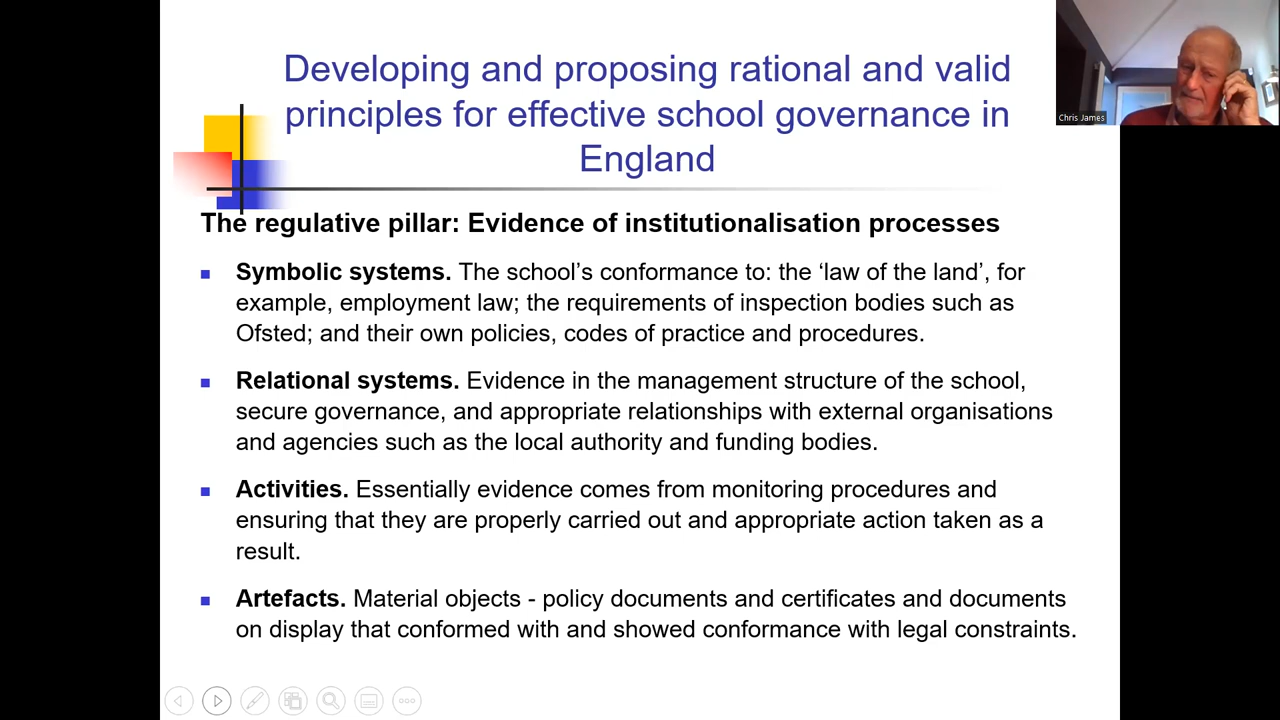 Developing and proposing rational and valid
principles for effective school governance in
England
Chris James
The regulative pillar: Evidence of institutionalisation processes
Symbolic systems. The school’s conformance to: the ‘law of the land’, for
example, employment law; the requirements of inspection bodies such as
Ofsted; and their own policies, codes of practice and procedures.
Relational systems. Evidence in the management structure of the school,
secure governance, and appropriate relationships with external organisations
and agencies such as the local authority and funding bodies.
Activities. Essentially evidence comes from monitoring procedures and
ensuring that they are properly carried out and appropriate action taken as a
result.
Artefacts. Material objects - policy documents and certificates and documents
on display that conformed with and showed conformance with legal constraints.